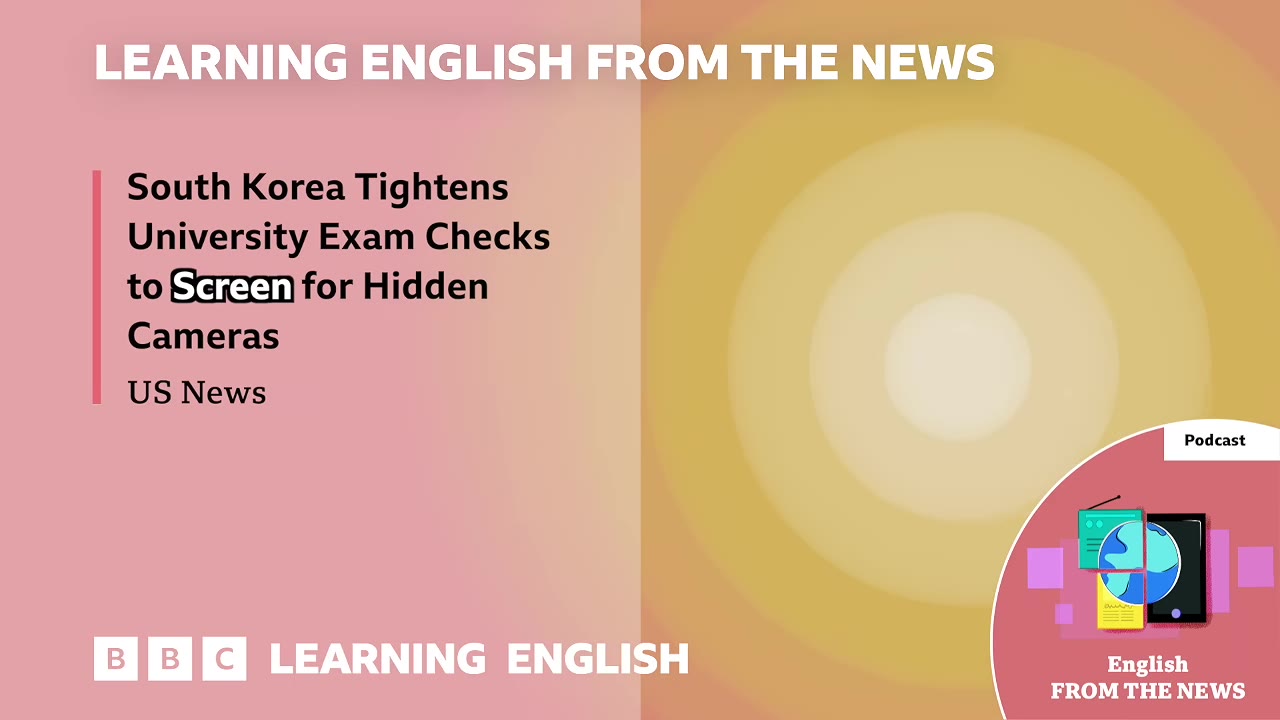 LEARNING ENGLISH FROM THE NEWS
South Korea Tightens
University Exam Checks
to Screen for Hidden
Cameras
US News
Podcast
English
FROM THE NEWS
BBC LEARNING ENGLISH